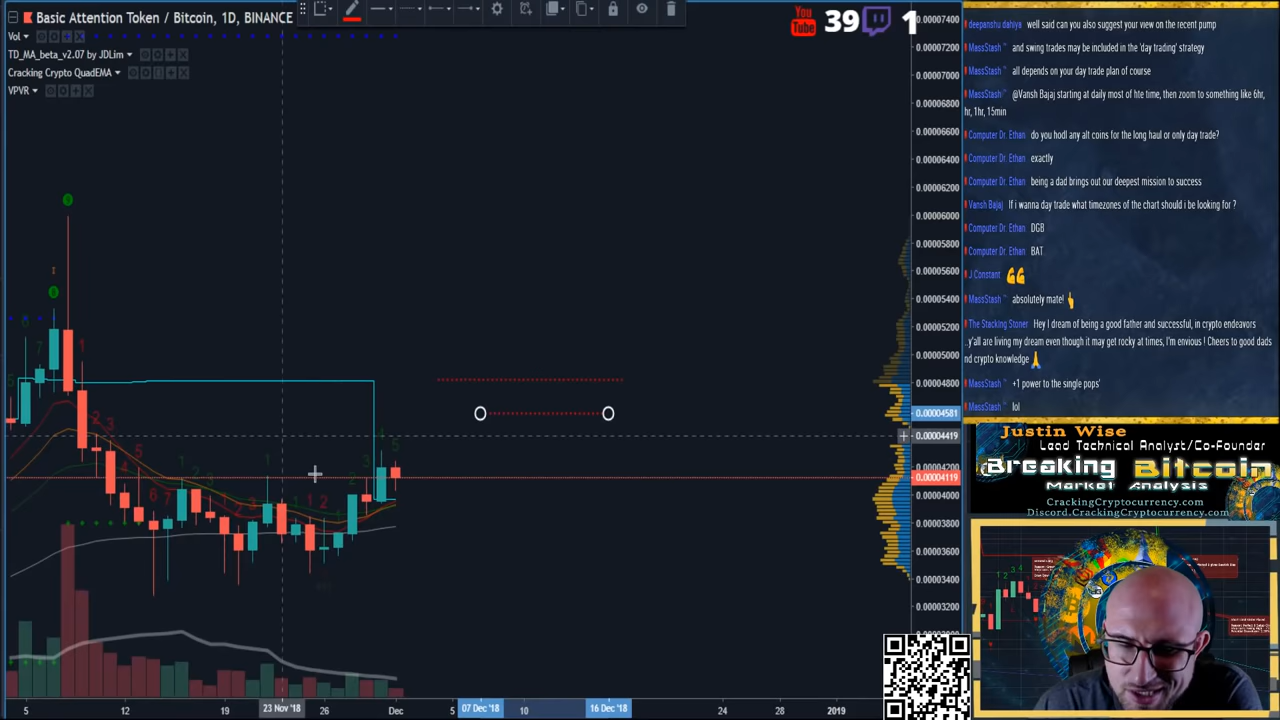 Basic Attention Token / Bitcoin, 1D, BINANCE
Vol
TD_MA_beta_v2.07 by JDLim
Cracking Crypto QuadEMA
VPVR
39
1
You
Tube
0.00007400
0.00007200
0.00007000
0.00006800
0.00006600
0.00006400
0.00006200
0.00006000
0.00005800
0.00005600
0.00005400
0.00005200
0.00005000
0.00004800
0.00004581
0.00004419
0.00004200
0.00004119
0.00004000
0.00003800
0.00003600
0.00003400
0.00003200
5
12
19
23 Nov '18
26
Dec
5
07 Dec '18
10
16 Dec '18
24
28
2019
deepanshu dahiya well said can you also suggest your view on the recent pump
MassStash and swing trades may be included in the 'day trading' strategy
MassStash all depends on your day trade plan of course
MassStash @Vansh Bajaj starting at daily most of hte time, then zoom to something like 6hr,
hr, 1hr, 15min
Computer Dr. Ethan do you hodl any alt coins for the long haul or only day trade?
Computer Dr. Ethan exactly
Computer Dr. Ethan being a dad brings out our deepest mission to success
Vansh Bajaj If i wanna day trade what timezones of the chart should i be looking for ?
Computer Dr. Ethan DGB
Computer Dr. Ethan BAT
J Constant 💪💪
MassStash absolutely mate! 👆
The Stacking Stoner Hey I dream of being a good father and successful, in crypto endeavors
..y'all are living my dream even though it may get rocky at times, I'm envious ! Cheers to good dads
nd crypto knowledge 🙏
MassStash +1 power to the single pops'
MassStash lol
Justin Wise
Lead Technical Analyst/Co-Founder
Breaking Bitcoin
Market Analysis
CrackingCryptocurrency.com
Discord.CrackingCryptocurrency.com